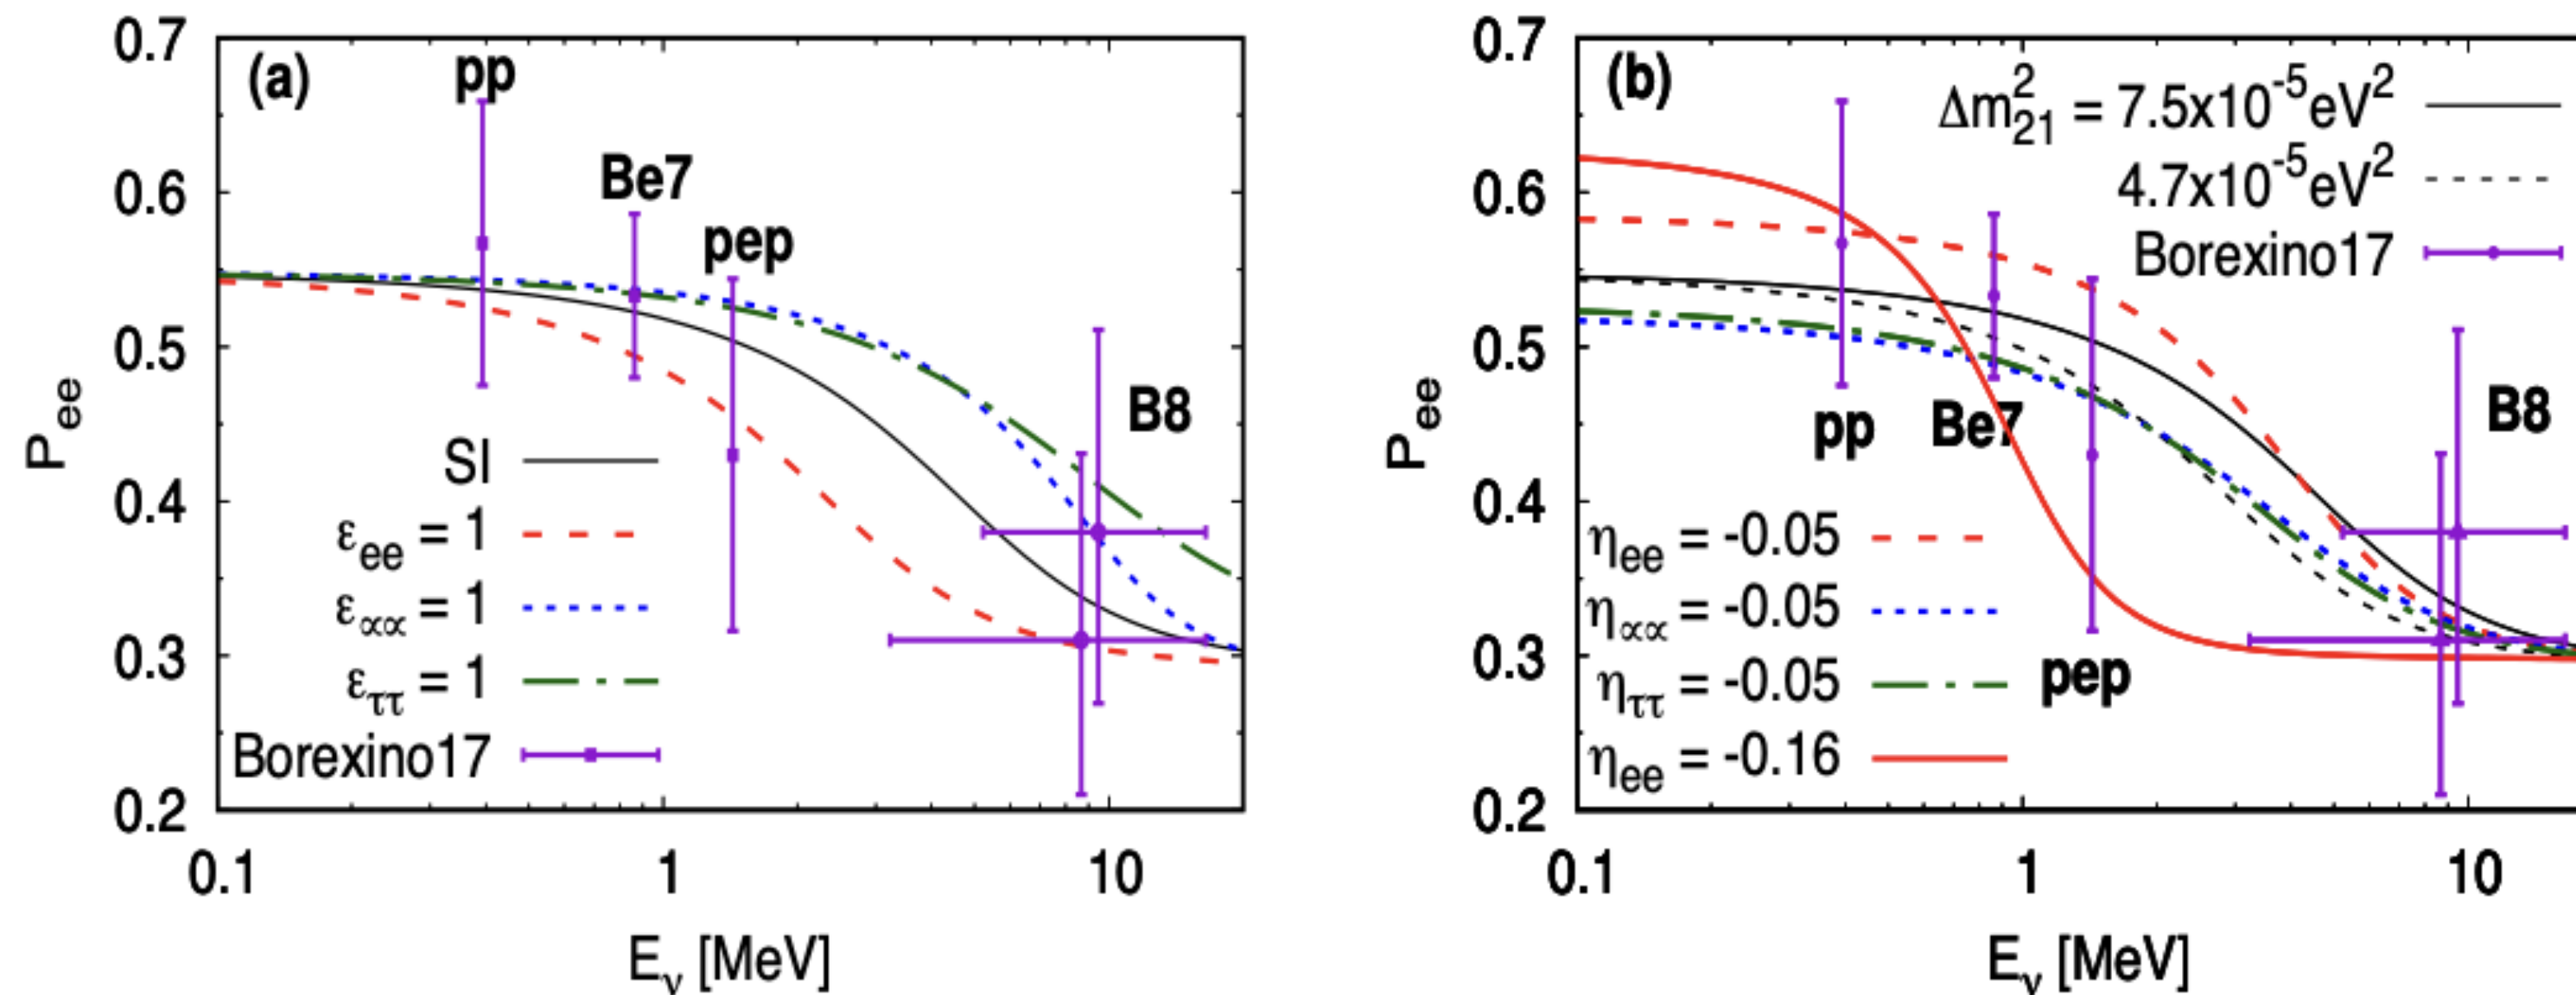 0.7
0.6
0.5
0.4
0.3
0.2
P_ee
(a)
pp
Be7
pep
B8
SI
ε_ee = 1
ε_αα = 1
ε_ττ = 1
Borexino17
0.1
1
10
E_ν [MeV]
0.7
0.6
0.5
0.4
0.3
0.2
P_ee
(b)
Δm²₂₁ = 7.5x10⁻⁵eV²
4.7x10⁻⁵eV²
Borexino17
B8
pp
Be7
η_ee = -0.05
η_αα = -0.05
η_ττ = -0.05
pep
η_ee = -0.16
0.1
1
10
E_ν [MeV]